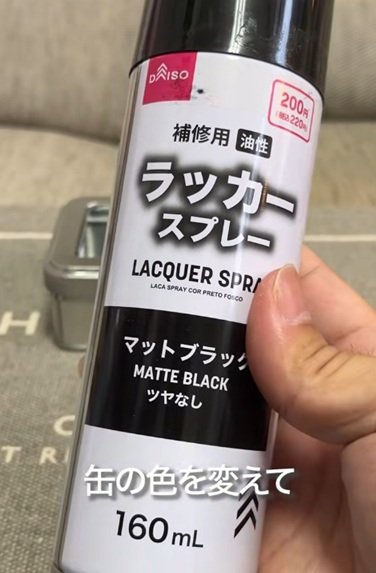 DAISO
200円
(税込220円)
補修用 油性
ラッカー
スプレー
LACQUER SPRA
LACA SPRAY COR PRETO FOSCO
マットブラック
MATTE BLACK
ツヤなし
缶の色を変えて
160mL